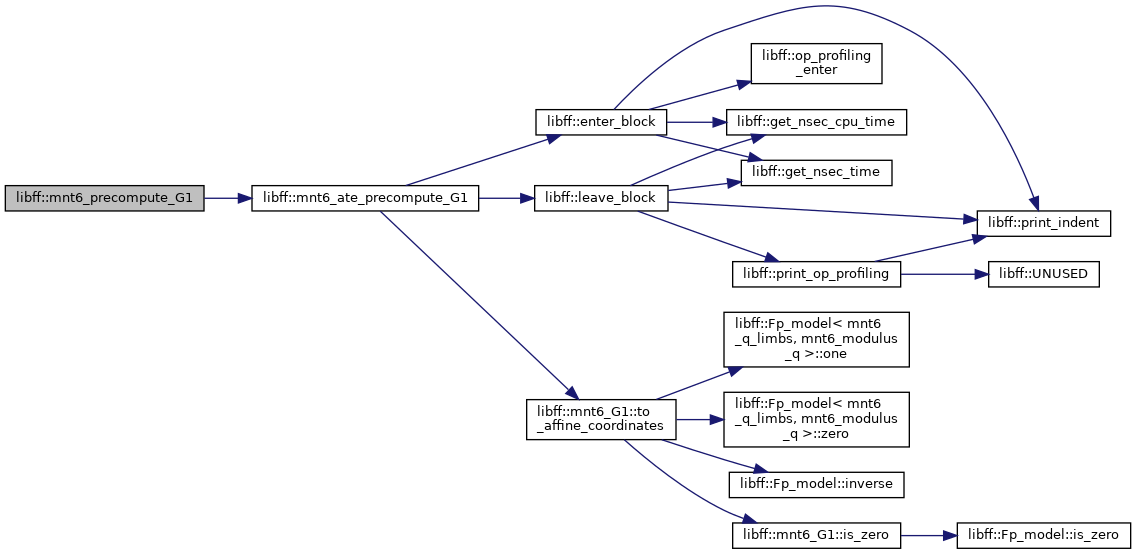 libff::op_profiling
_enter
libff::enter_block
libff::get_nsec_cpu_time
libff::get_nsec_time
libff::mnt6_precompute_G1
libff::mnt6_ate_precompute_G1
libff::leave_block
libff::print_indent
libff::print_op_profiling
libff::UNUSED
libff::Fp_model< mnt6
_q_limbs, mnt6_modulus
_q >::one
libff::mnt6_G1::to
_affine_coordinates
libff::Fp_model< mnt6
_q_limbs, mnt6_modulus
_q >::zero
libff::Fp_model::inverse
libff::mnt6_G1::is_zero
libff::Fp_model::is_zero